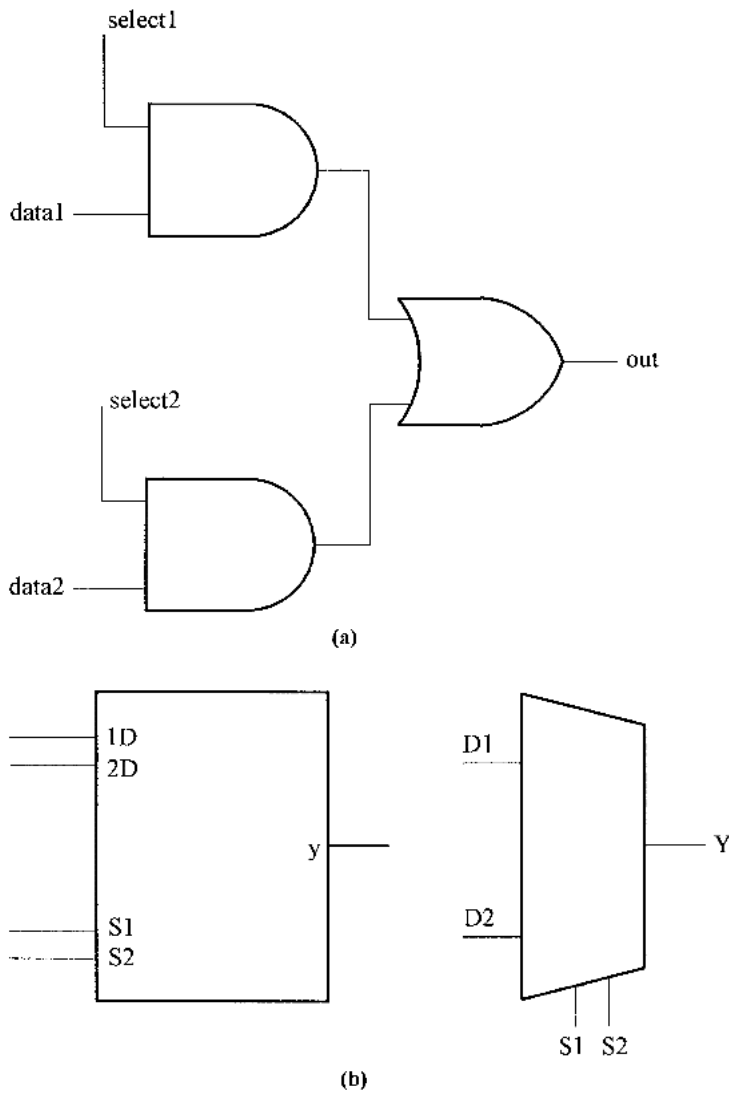 select1
data1
out
select2
data2
(a)
1D
2D
y
S1
S2
D1
Y
D2
S1 S2
(b)